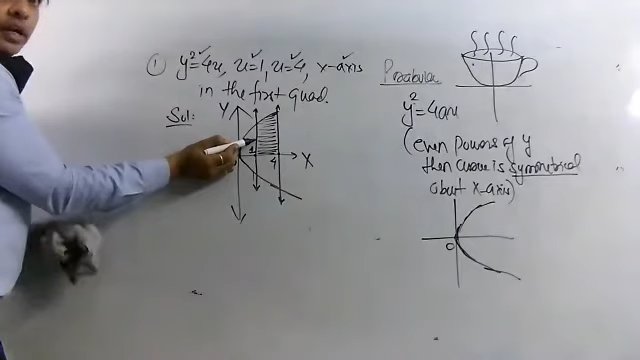 ① y²=4x, x=1, x=4, x-axis
in the first Quad.
Sol:
Y
1
4
X
Parabola:
y²=4ax
(even powers of y
then curve is symmetrical
about x-axis)
O